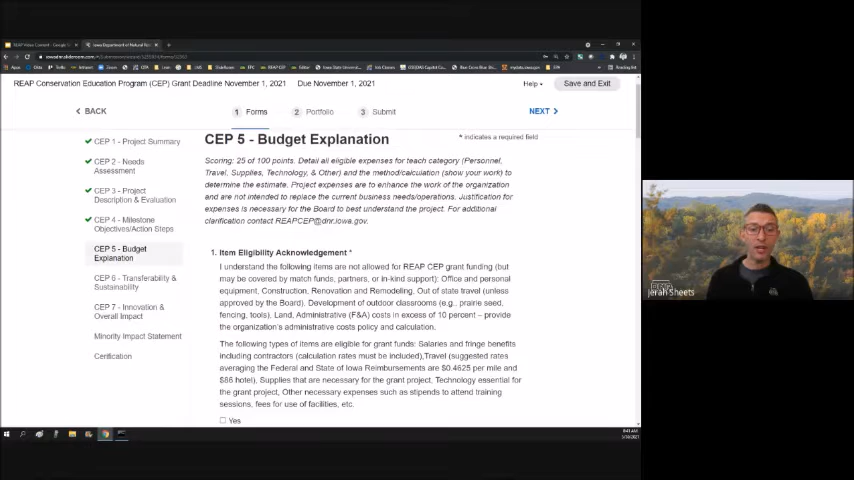 REAP Video Content - Google S
Iowa Department of Natural Re
Apps
REAP Conservation Education Program (CEP) Grant Deadline November 1, 2021 Due November 1, 2021
Help
Save and Exit
BACK
1 Forms
2 Portfolio
3 Submit
NEXT
CEP 1 - Project Summary
CEP 2 - Needs
Assessment
CEP 3 - Project
Description & Evaluation
CEP 4 - Milestone
Objectives/Action Steps
CEP 5 - Budget
Explanation
CEP 6 - Transferability &
Sustainability
CEP 7 - Innovation &
Overall Impact
Minority Impact Statement
Cerification
CEP 5 - Budget Explanation
* indicates a required field
Scoring: 25 of 100 points. Detail all eligible expenses for teach category (Personnel,
Travel, Supplies, Technology, & Other) and the method/calculation (show your work) to
determine the estimate. Project expenses are to enhance the work of the organization
and are not intended to replace the current business needs/operations. Justification for
expenses is necessary for the Board to best understand the project. For additional
clarification contact REAPCEP@dnr.iowa.gov.
1. Item Eligibility Acknowledgement *
I understand the following items are not allowed for REAP CEP grant funding (but
may be covered by match funds, partners, or in-kind support): Office and personal
equipment, Construction, Renovation and Remodeling, Out of state travel (unless
approved by the Board). Development of outdoor classrooms (e.g., prairie seed,
fencing, tools), Land, Administrative (F&A) costs in excess of 10 percent – provide
the organization's administrative costs policy and calculation.
The following types of items are eligible for grant funds: Salaries and fringe benefits
including contractors (calculation rates must be included),Travel (suggested rates
averaging the Federal and State of Iowa Reimbursements are $0.4625 per mile and
$86 hotel), Supplies that are necessary for the grant project, Technology essential for
the grant project, Other necessary expenses such as stipends to attend training
sessions, fees for use of facilities, etc.
Yes
Jerah Sheets